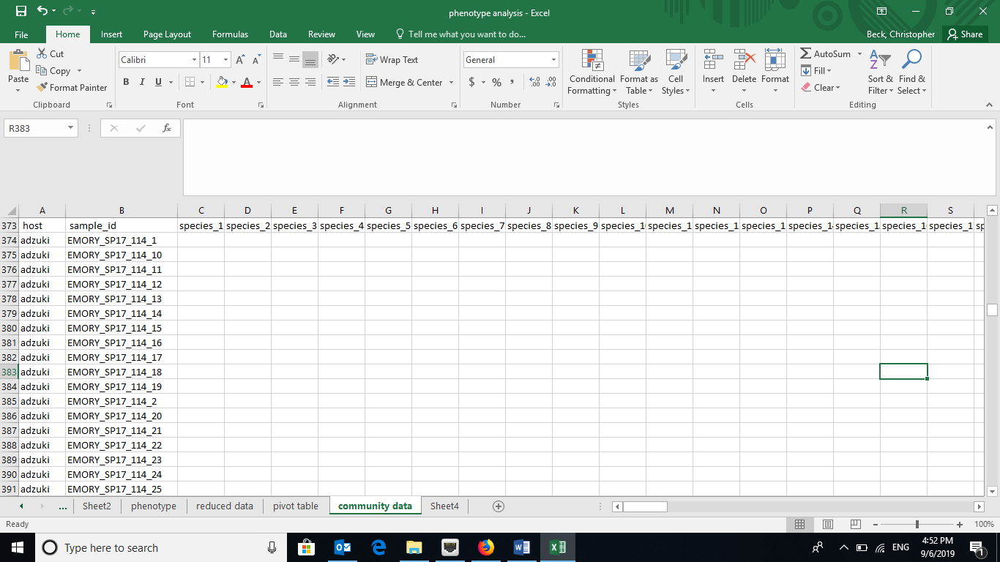 phenotype analysis - Excel
File Home Insert Page Layout Formulas Data Review View Tell me what you want to do... Beck, Christopher Share
Paste Cut Copy Format Painter Clipboard
Calibri 11 A A B I U A Font
Wrap Text Merge & Center Alignment
General $ % , .0 .00 .00 .0 Number
Conditional Formatting Format as Table Cell Styles Styles
Insert Delete Format Cells
AutoSum Fill Clear Sort & Filter Find & Select Editing
R383 fx
A B C D E F G H I J K L M N O P Q R S
373 host sample_id species_1 species_2 species_3 species_4 species_5 species_6 species_7 species_8 species_9 species_10 species_1 species_1 species_1 species_1 species_1 species_1 species_1 sp
374 adzuki EMORY_SP17_114_1
375 adzuki EMORY_SP17_114_10
376 adzuki EMORY_SP17_114_11
377 adzuki EMORY_SP17_114_12
378 adzuki EMORY_SP17_114_13
379 adzuki EMORY_SP17_114_14
380 adzuki EMORY_SP17_114_15
381 adzuki EMORY_SP17_114_16
382 adzuki EMORY_SP17_114_17
383 adzuki EMORY_SP17_114_18
384 adzuki EMORY_SP17_114_19
385 adzuki EMORY_SP17_114_2
386 adzuki EMORY_SP17_114_20
387 adzuki EMORY_SP17_114_21
388 adzuki EMORY_SP17_114_22
389 adzuki EMORY_SP17_114_23
390 adzuki EMORY_SP17_114_24
391 adzuki EMORY_SP17_114_25
... Sheet2 phenotype reduced data pivot table community data Sheet4
Ready 100%
Type here to search ENG 4:52 PM
9/6/2019 1